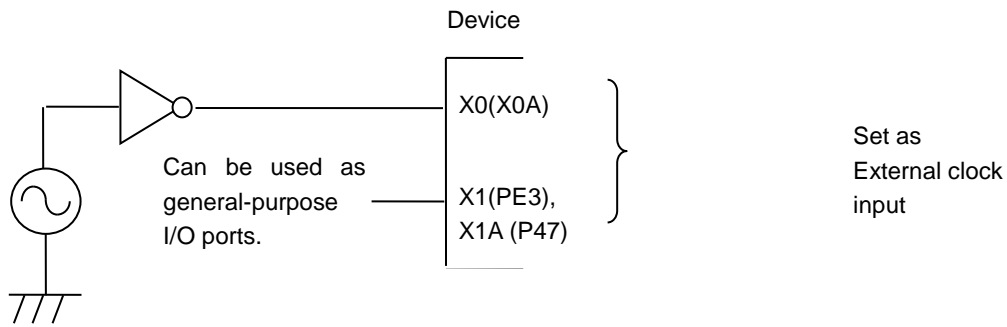 Device
X0(X0A)
Can be used as
general-purpose
I/O ports.
X1(PE3),
X1A (P47)
Set as
External clock
input